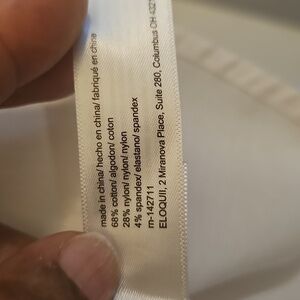 made in china/ hecho en china/ fabriqué en chine
68% cotton/ algodon/ coton
28% nylon/ nylon/ nylon
4% spandex/ elastano/ spandex
rn-142711
ELOQUII, 2 Miranova Place, Suite 280, Columbus OH 4321